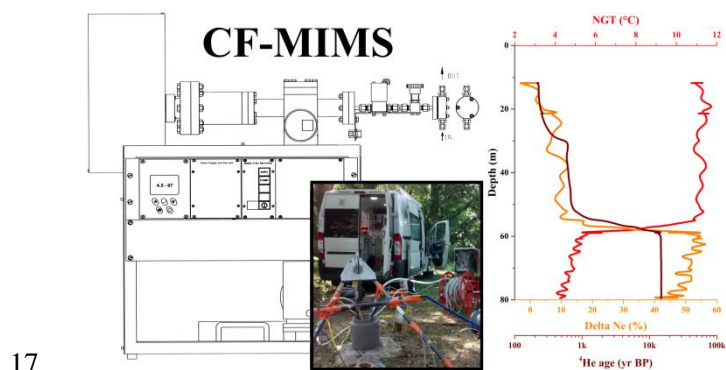 CF-MIMS
OUT
IN
4.5 - 07
NGT (°C)
2 4 6 8 10 12
Depth (m)
0
20
40
60
80
0 10 20 30 40 50 60
Delta Ne (%)
100 1k 10k 100k
⁴He age (yr BP)
17